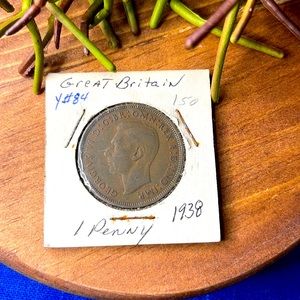 Great Britain
Y#84
150
GEORGIVS VI D:G:BR:OMN:REX F:D:IND:IMP.
1 Penny
1938